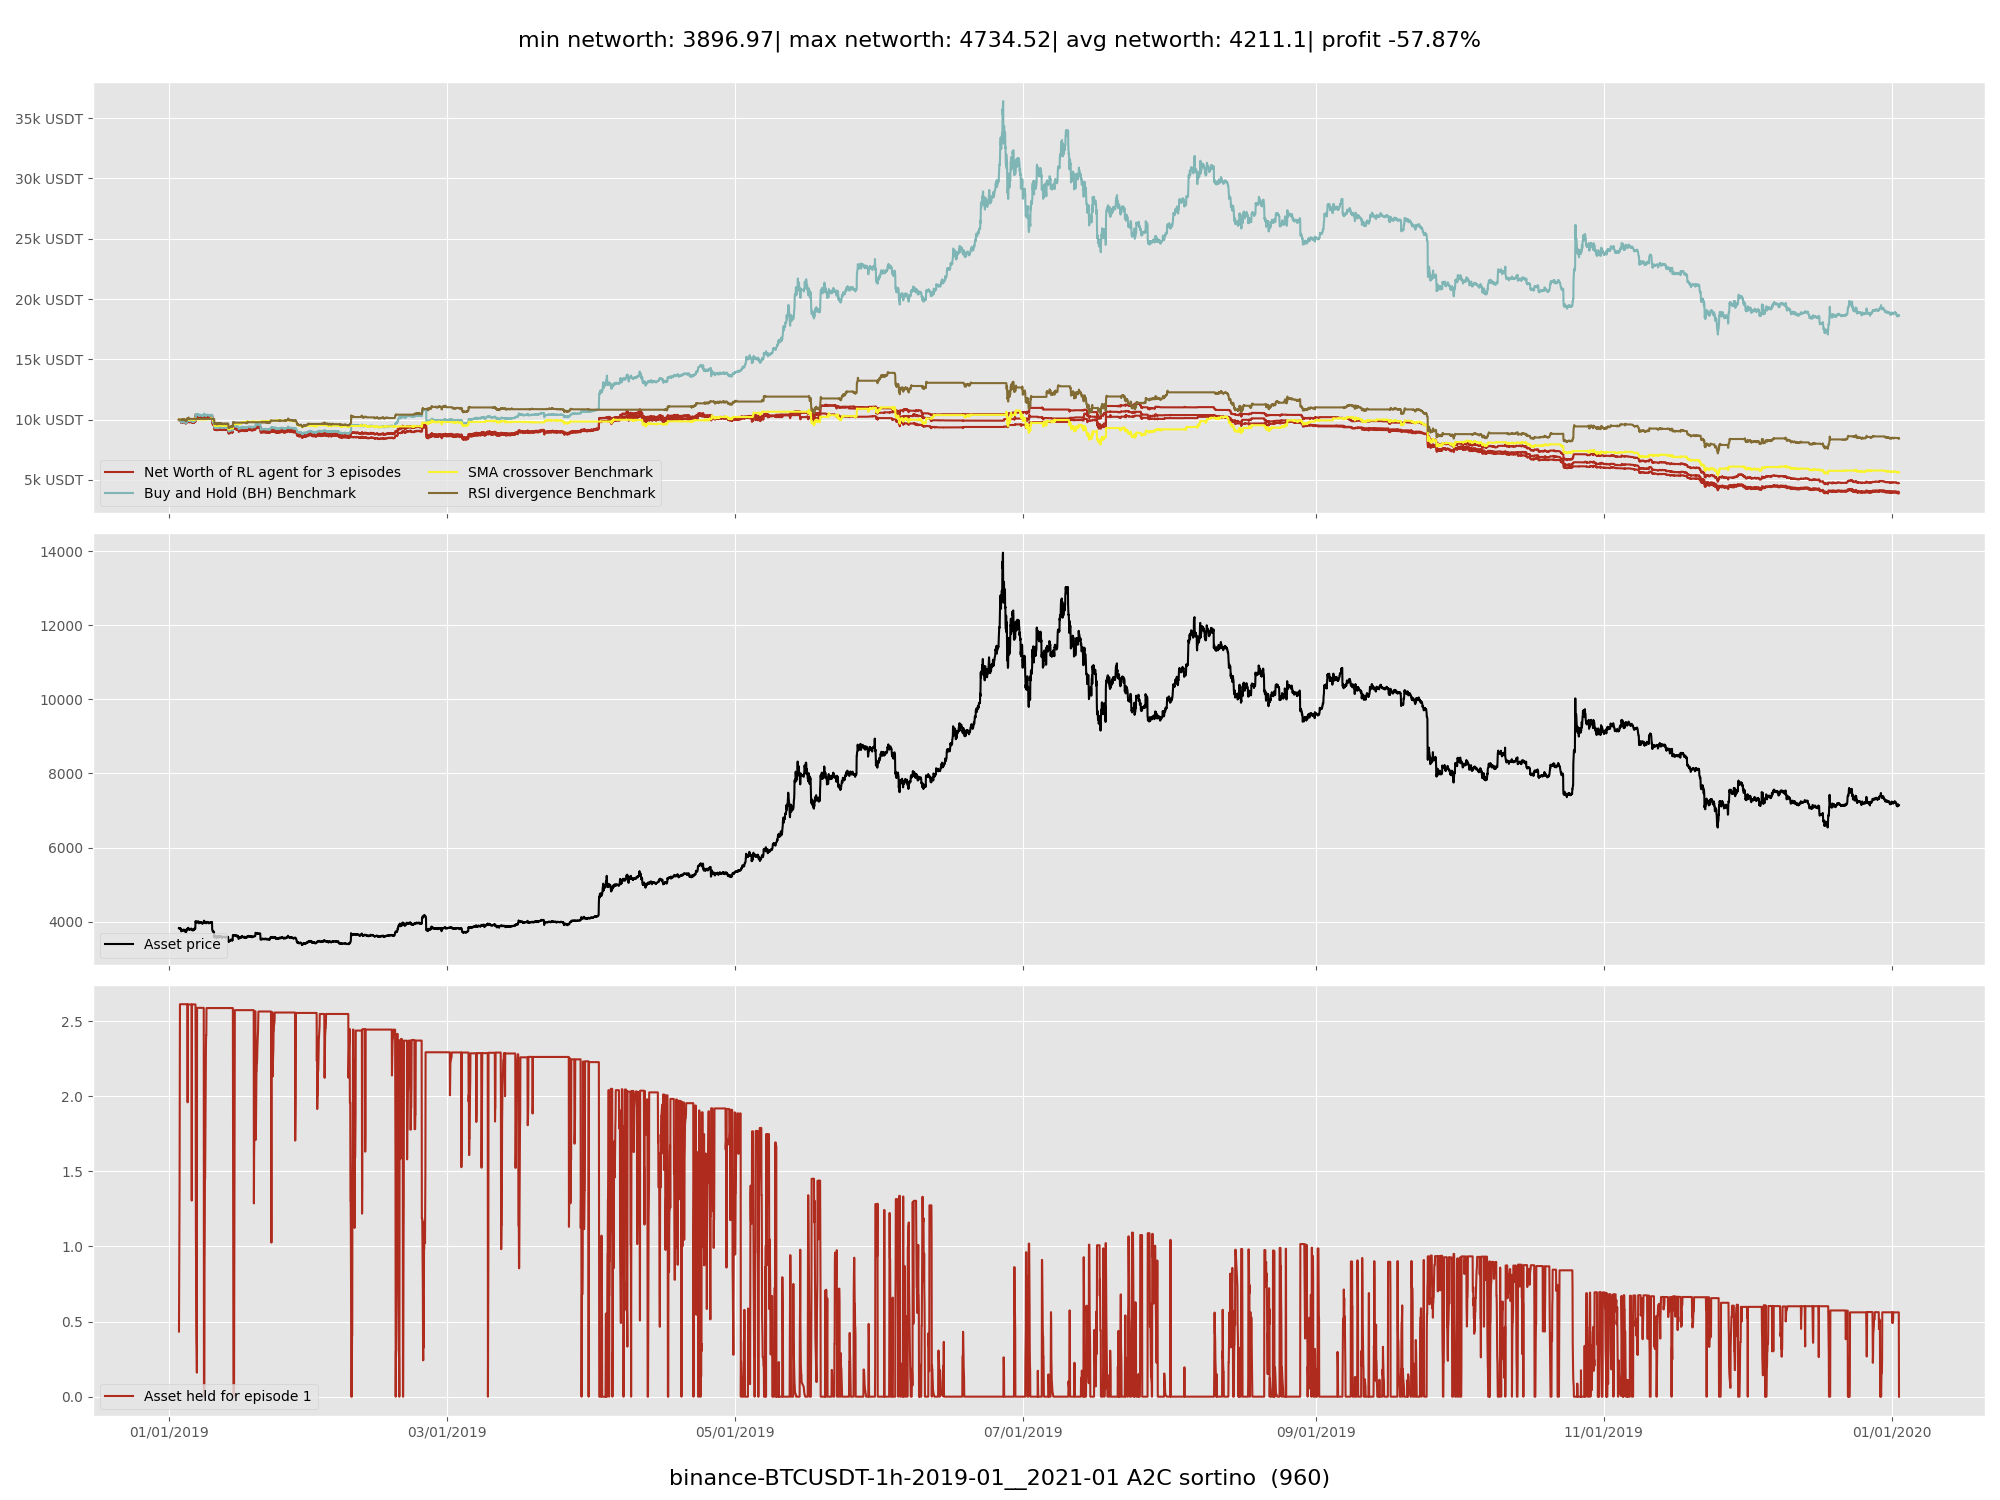 min networth: 3896.97| max networth: 4734.52| avg networth: 4211.1| profit -57.87%
35k USDT
30k USDT
25k USDT
20k USDT
15k USDT
10k USDT
5k USDT
Net Worth of RL agent for 3 episodes
Buy and Hold (BH) Benchmark
SMA crossover Benchmark
RSI divergence Benchmark
14000
12000
10000
8000
6000
4000
Asset price
2.5
2.0
1.5
1.0
0.5
0.0
Asset held for episode 1
01/01/2019 03/01/2019 05/01/2019 07/01/2019 09/01/2019 11/01/2019 01/01/2020
binance-BTCUSDT-1h-2019-01__2021-01 A2C sortino  (960)